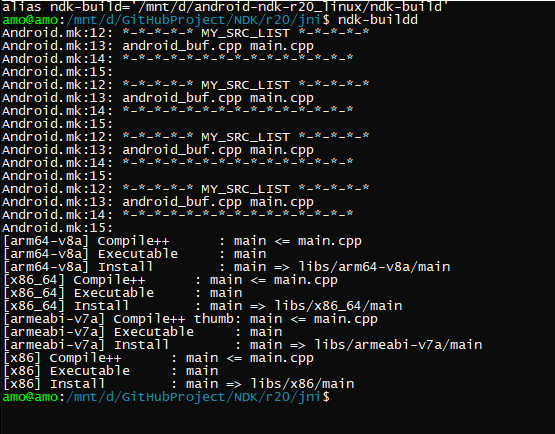 alias ndk-build='/mnt/d/android-ndk-r20_linux/ndk-build'
amo@amo:/mnt/d/GitHubProject/NDK/r20/jni$ ndk-buildd
Android.mk:12: *-*-*-*-* MY_SRC_LIST *-*-*-*-*
Android.mk:13: android_buf.cpp main.cpp
Android.mk:14: *-*-*-*-*-*-*-*-*-*-*-*-*-*-*-*
Android.mk:15:
Android.mk:12: *-*-*-*-* MY_SRC_LIST *-*-*-*-*
Android.mk:13: android_buf.cpp main.cpp
Android.mk:14: *-*-*-*-*-*-*-*-*-*-*-*-*-*-*-*
Android.mk:15:
Android.mk:12: *-*-*-*-* MY_SRC_LIST *-*-*-*-*
Android.mk:13: android_buf.cpp main.cpp
Android.mk:14: *-*-*-*-*-*-*-*-*-*-*-*-*-*-*-*
Android.mk:15:
Android.mk:12: *-*-*-*-* MY_SRC_LIST *-*-*-*-*
Android.mk:13: android_buf.cpp main.cpp
Android.mk:14: *-*-*-*-*-*-*-*-*-*-*-*-*-*-*-*
Android.mk:15:
[arm64-v8a] Compile++      : main <= main.cpp
[arm64-v8a] Executable     : main
[arm64-v8a] Install        : main => libs/arm64-v8a/main
[x86_64] Compile++      : main <= main.cpp
[x86_64] Executable     : main
[x86_64] Install        : main => libs/x86_64/main
[armeabi-v7a] Compile++ thumb: main <= main.cpp
[armeabi-v7a] Executable     : main
[armeabi-v7a] Install        : main => libs/armeabi-v7a/main
[x86] Compile++      : main <= main.cpp
[x86] Executable     : main
[x86] Install        : main => libs/x86/main
amo@amo:/mnt/d/GitHubProject/NDK/r20/jni$